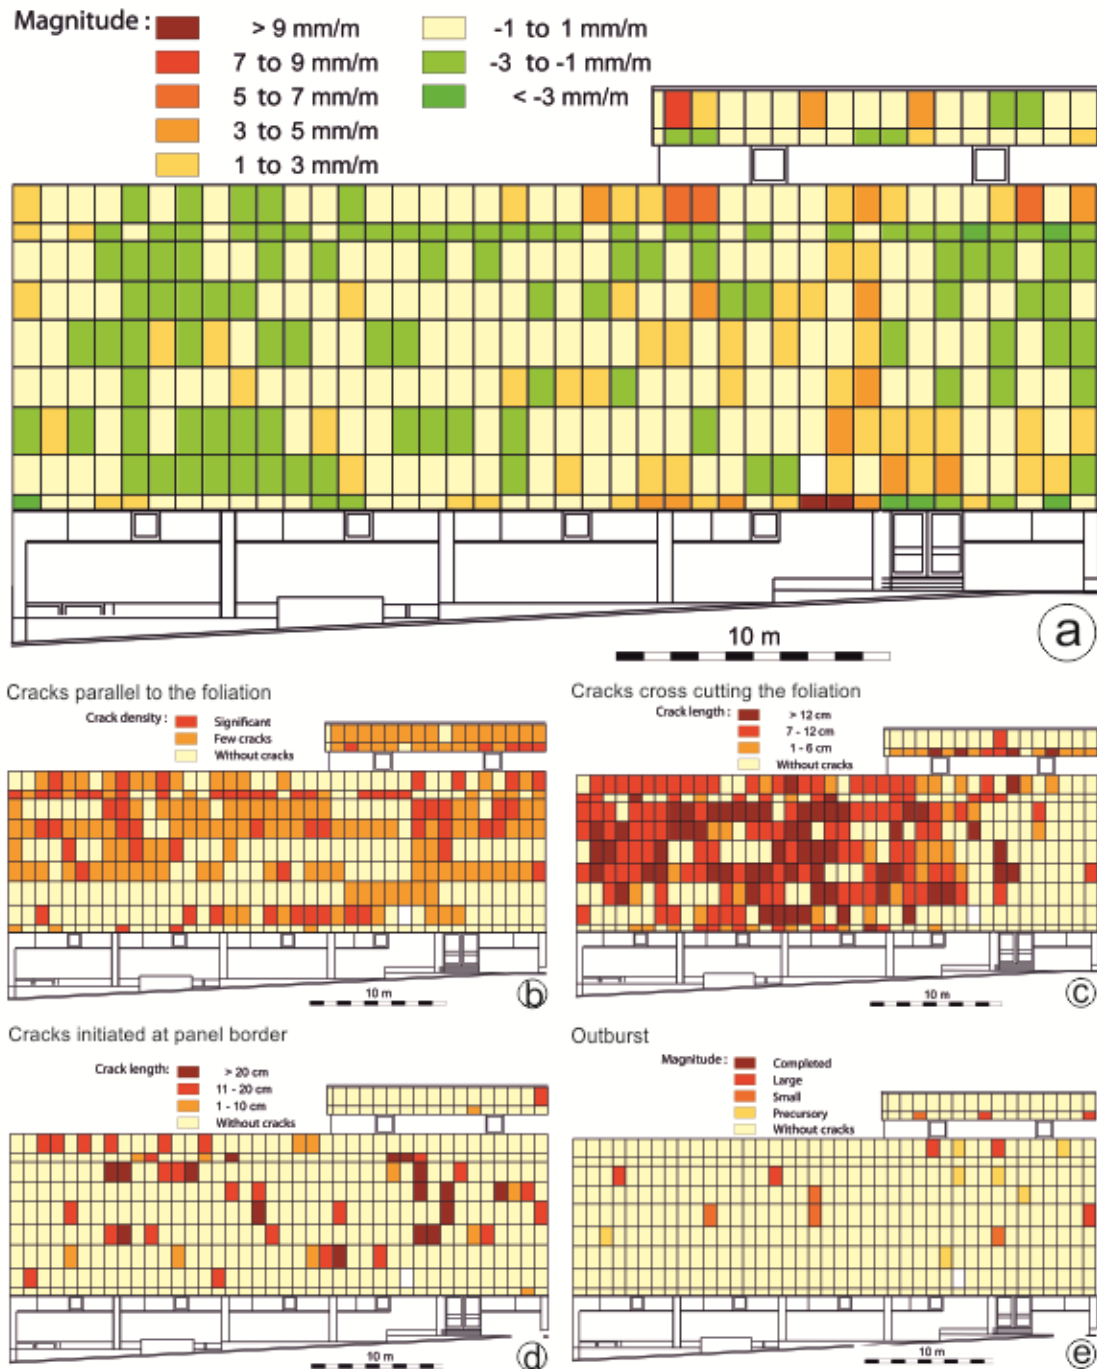 Magnitude :
> 9 mm/m
7 to 9 mm/m
5 to 7 mm/m
3 to 5 mm/m
1 to 3 mm/m
-1 to 1 mm/m
-3 to -1 mm/m
< -3 mm/m
10 m
a
Cracks parallel to the foliation
Crack density :
Significant
Few cracks
Without cracks
10 m
b
Cracks cross cutting the foliation
Crack length :
> 12 cm
7 - 12 cm
1 - 6 cm
Without cracks
10 m
c
Cracks initiated at panel border
Crack length:
> 20 cm
11 - 20 cm
1 - 10 cm
Without cracks
10 m
d
Outburst
Magnitude :
Completed
Large
Small
Precursory
Without cracks
10 m
e